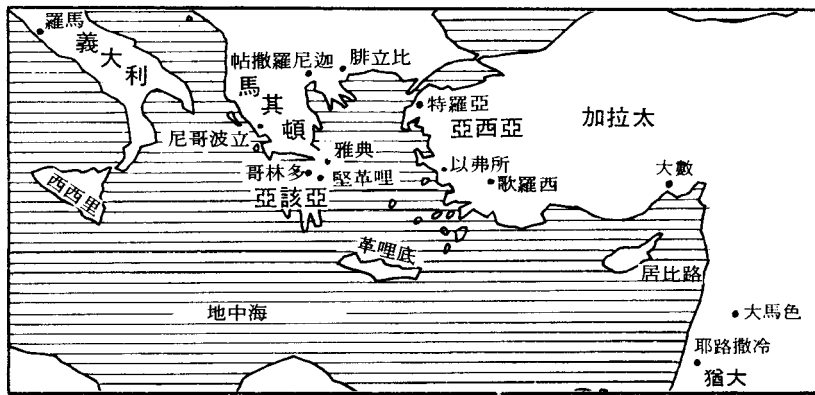 羅馬
義大利
帖撒羅尼迦
腓立比
馬其頓
特羅亞
亞西亞
加拉太
尼哥波立
雅典
哥林多
堅革哩
亞該亞
以弗所
歌羅西
大數
西西里
革哩底
居比路
地中海
大馬色
耶路撒冷
猶大